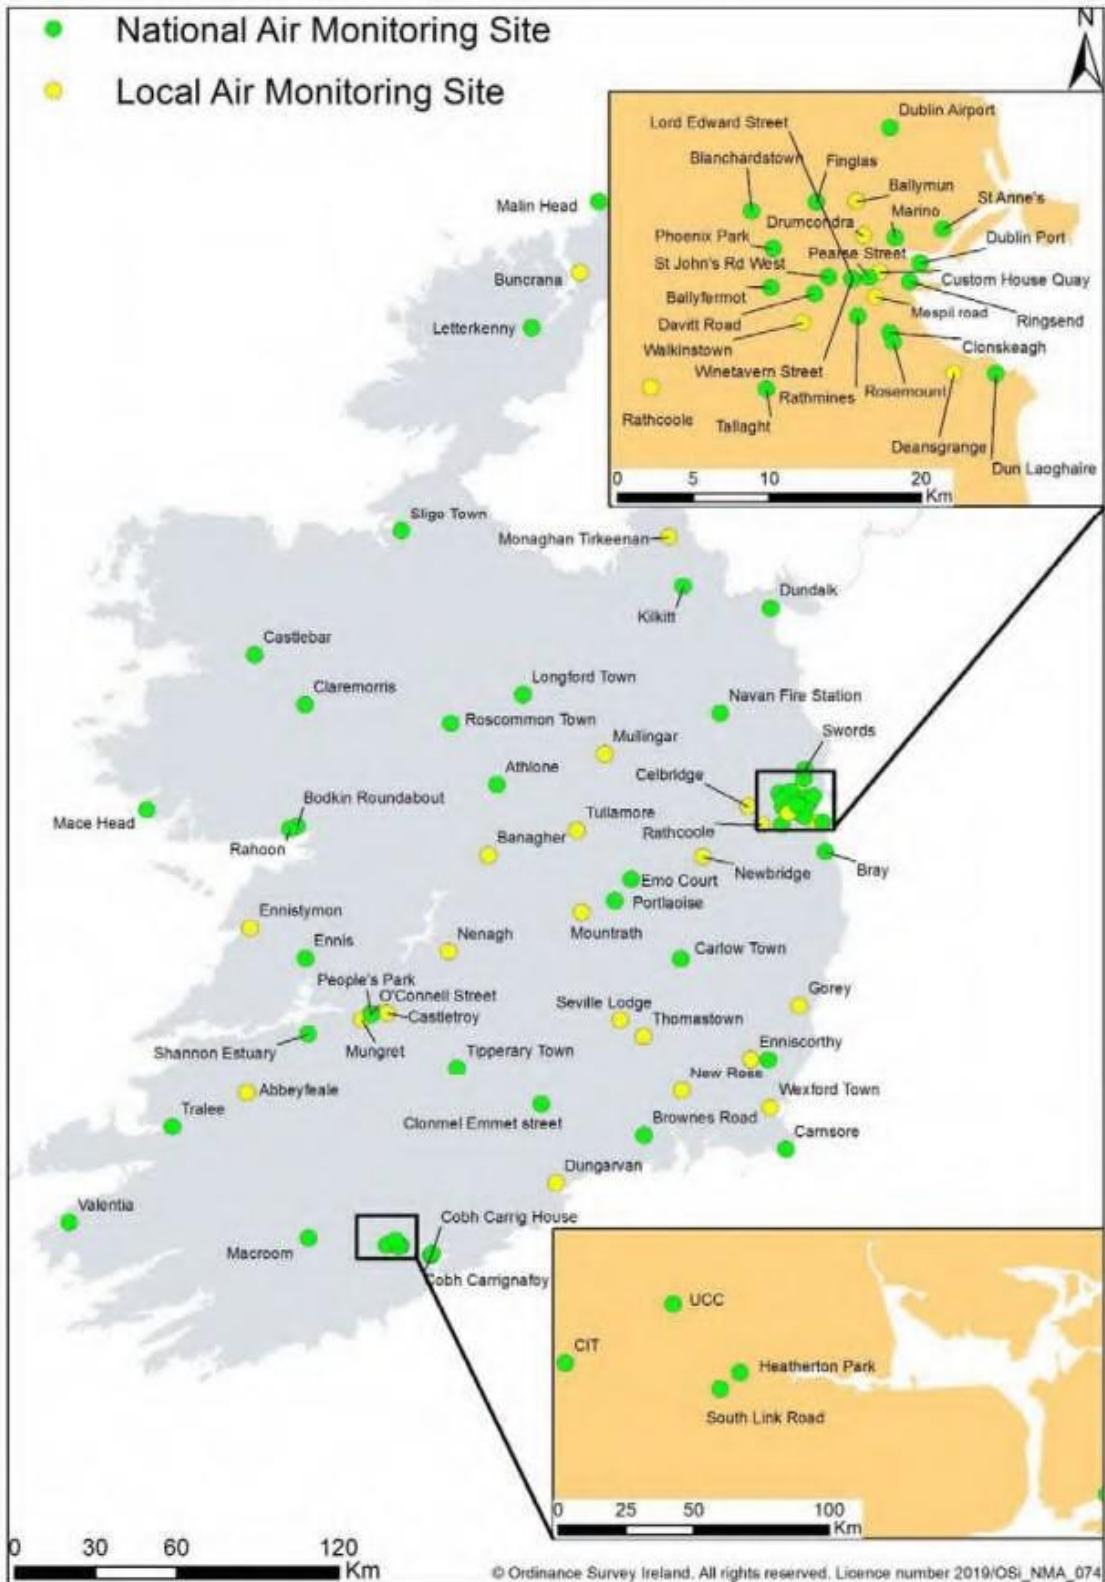 National Air Monitoring Site
Local Air Monitoring Site
N
Dublin Airport
Lord Edward Street
Blanchardstown
Finglas
Ballymun
St Anne's
Drumcondra
Marino
Phoenix Park
Pearse Street
Dublin Port
St John's Rd West
Custom House Quay
Ballyfermot
Mespil road
Ringsend
Davitt Road
Clonskeagh
Walkinstown
Winetavern Street
Rathmines
Rosemount
Rathcoole
Tallaght
Deansgrange
Dun Laoghaire
0 5 10 20
Km
Malin Head
Buncrana
Letterkenny
Sligo Town
Monaghan Tirkeenan
Kilkitt
Dundalk
Castlebar
Claremorris
Longford Town
Roscommon Town
Navan Fire Station
Mullingar
Swords
Athlone
Celbridge
Bodkin Roundabout
Mace Head
Tullamore
Rathcoole
Rahoon
Banagher
Newbridge
Bray
Emo Court
Portlaoise
Ennistymon
Mountrath
Ennis
Nenagh
Carlow Town
People's Park
O'Connell Street
Castletroy
Seville Lodge
Gorey
Thomastown
Shannon Estuary
Mungret
Tipperary Town
Enniscorthy
New Ross
Abbeyfeale
Wexford Town
Tralee
Clonmel Emmet street
Brownes Road
Carnsore
Dungarvan
Valentia
Cobh Carrig House
Macroom
Cobh Carrignafoy
UCC
CIT
Heatherton Park
South Link Road
0 25 50 100
Km
0 30 60 120
Km
© Ordinance Survey Ireland. All rights reserved. Licence number 2019/OSi_NMA_074